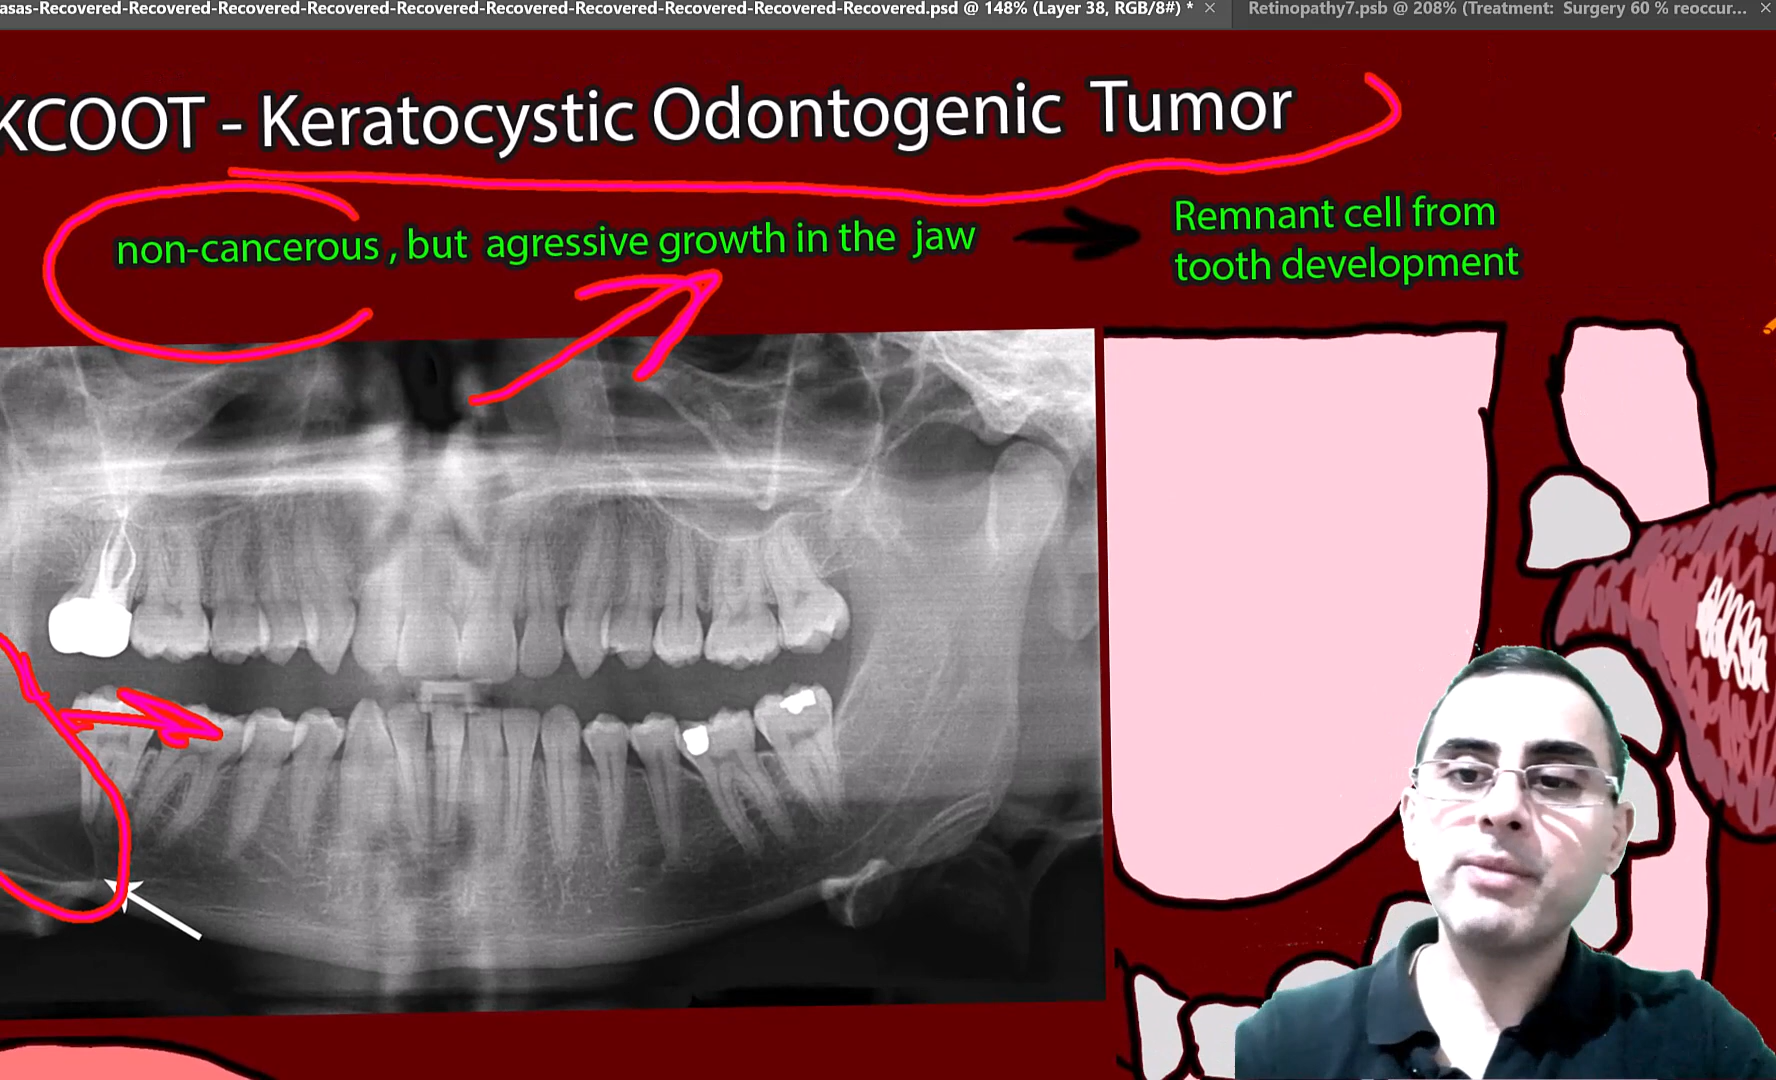 asas-Recovered-Recovered-Recovered-Recovered-Recovered-Recovered-Recovered-Recovered-Recovered-Recovered.psd @ 148% (Layer 38, RGB/8#) * ×
Retinopathy7.psb @ 208% (Treatment: Surgery 60 % reoccur... ×
KCOOT - Keratocystic Odontogenic Tumor
non-cancerous , but agressive growth in the jaw
Remnant cell from
tooth development